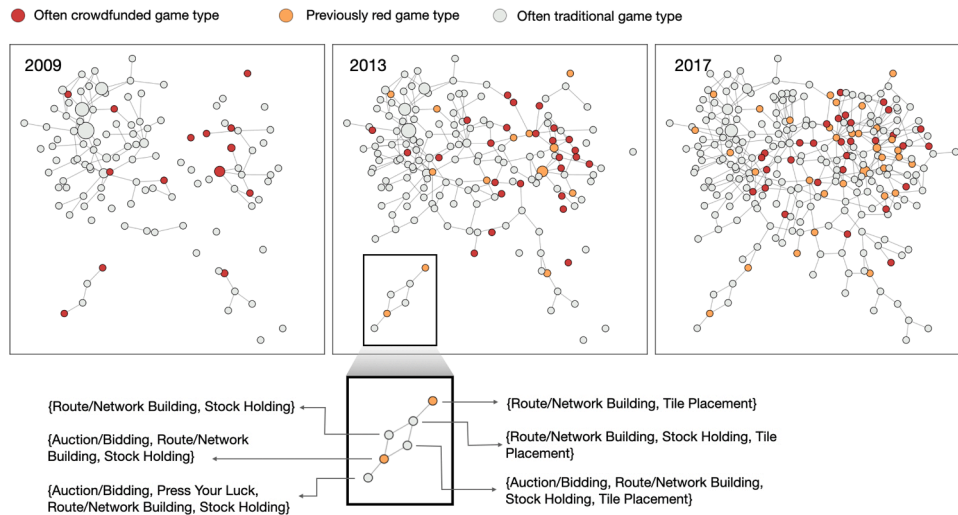 Often crowdfunded game type
Previously red game type
Often traditional game type
2009
2013
2017
{Route/Network Building, Stock Holding}
{Auction/Bidding, Route/Network
Building, Stock Holding}
{Auction/Bidding, Press Your Luck,
Route/Network Building, Stock Holding}
{Route/Network Building, Tile Placement}
{Route/Network Building, Stock Holding, Tile
Placement}
{Auction/Bidding, Route/Network Building,
Stock Holding, Tile Placement}